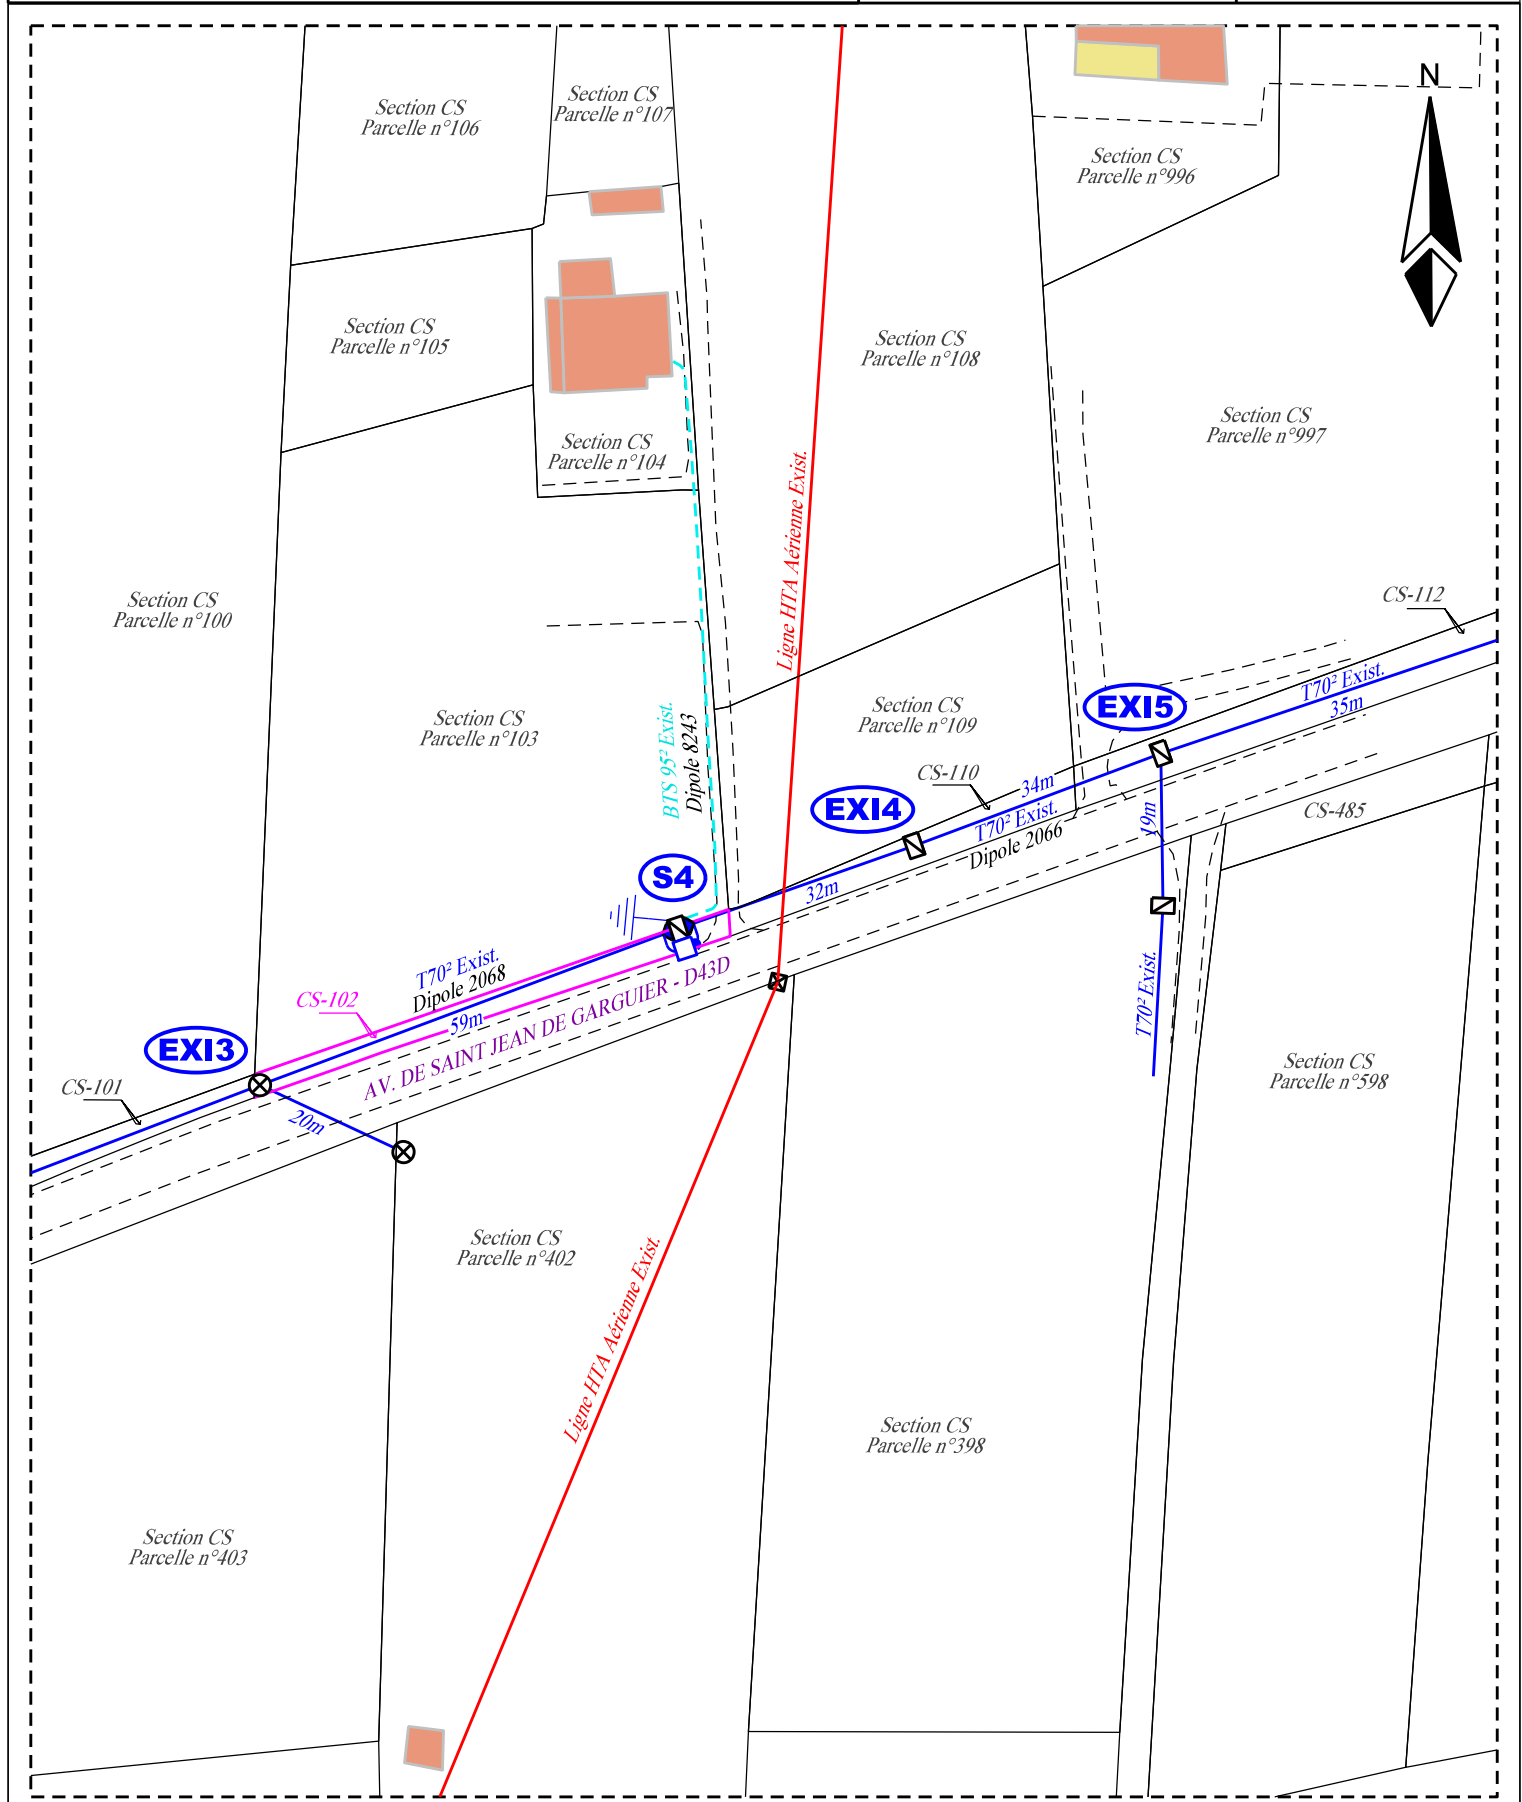 Section CS
Parcelle n°106
Section CS
Parcelle n°107
N
Section CS
Parcelle n°996
Section CS
Parcelle n°105
Section CS
Parcelle n°108
Section CS
Parcelle n°997
Section CS
Parcelle n°104
Ligne HTA Aérienne Exist.
Section CS
Parcelle n°100
CS-112
Section CS
Parcelle n°103
BTS 95² Exist.
Dipole 8243
Section CS
Parcelle n°109
EXI5
T70² Exist.
35m
CS-110
34m
T70² Exist.
Dipole 2066
EXI4
19m
CS-485
S4
32m
T70² Exist.
Dipole 2068
CS-102
59m
AV. DE SAINT JEAN DE GARGUIER - D43D
T70² Exist.
EXI3
CS-101
20m
Section CS
Parcelle n°598
Section CS
Parcelle n°402
Ligne HTA Aérienne Exist.
Section CS
Parcelle n°398
Section CS
Parcelle n°403